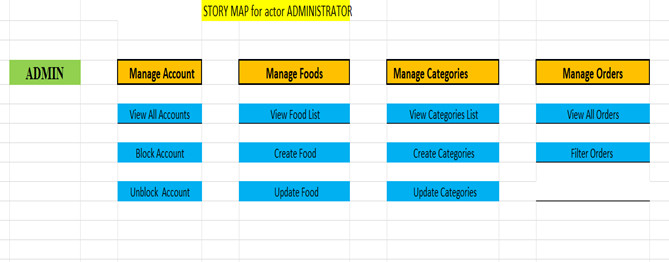 STORY MAP for actor ADMINISTRATOR
ADMIN Manage Account Manage Foods Manage Categories Manage Orders
View All Accounts View Food List View Categories List View All Orders
Block Account Create Food Create Categories Filter Orders
Unblock Account Update Food Update Categories